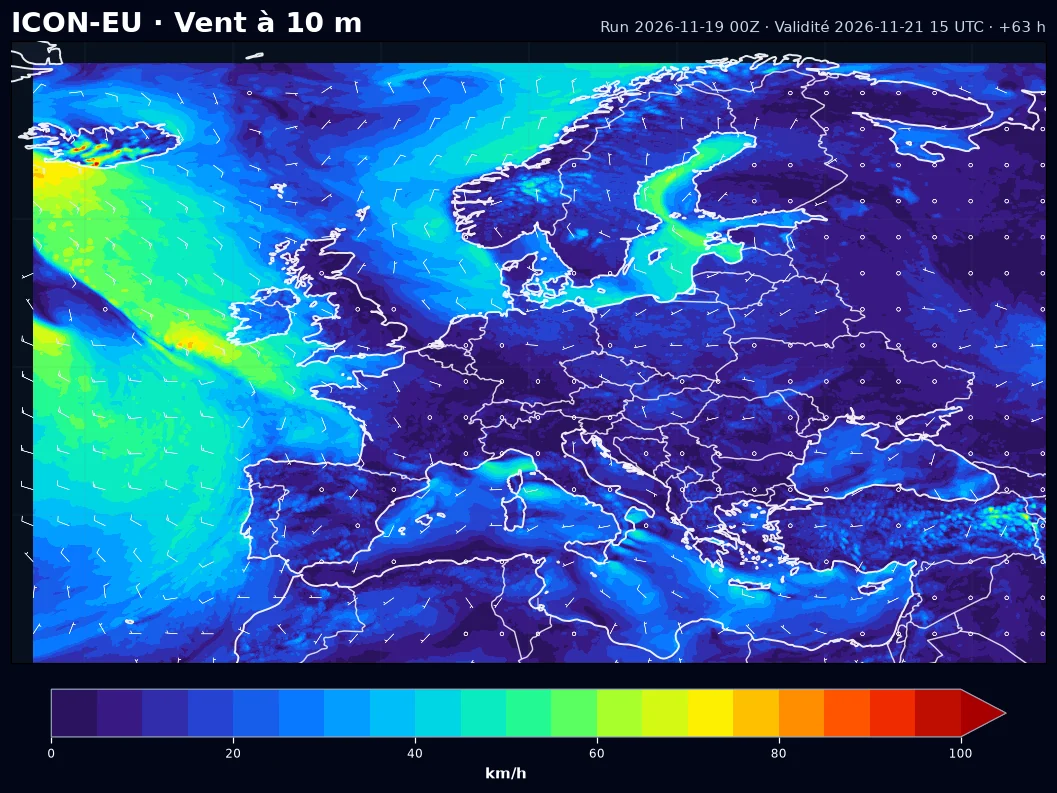 ICON-EU · Vent à 10 m
Run 2026-11-19 00Z · Validité 2026-11-21 15 UTC · +63 h
0 20 40 60 80 100
km/h